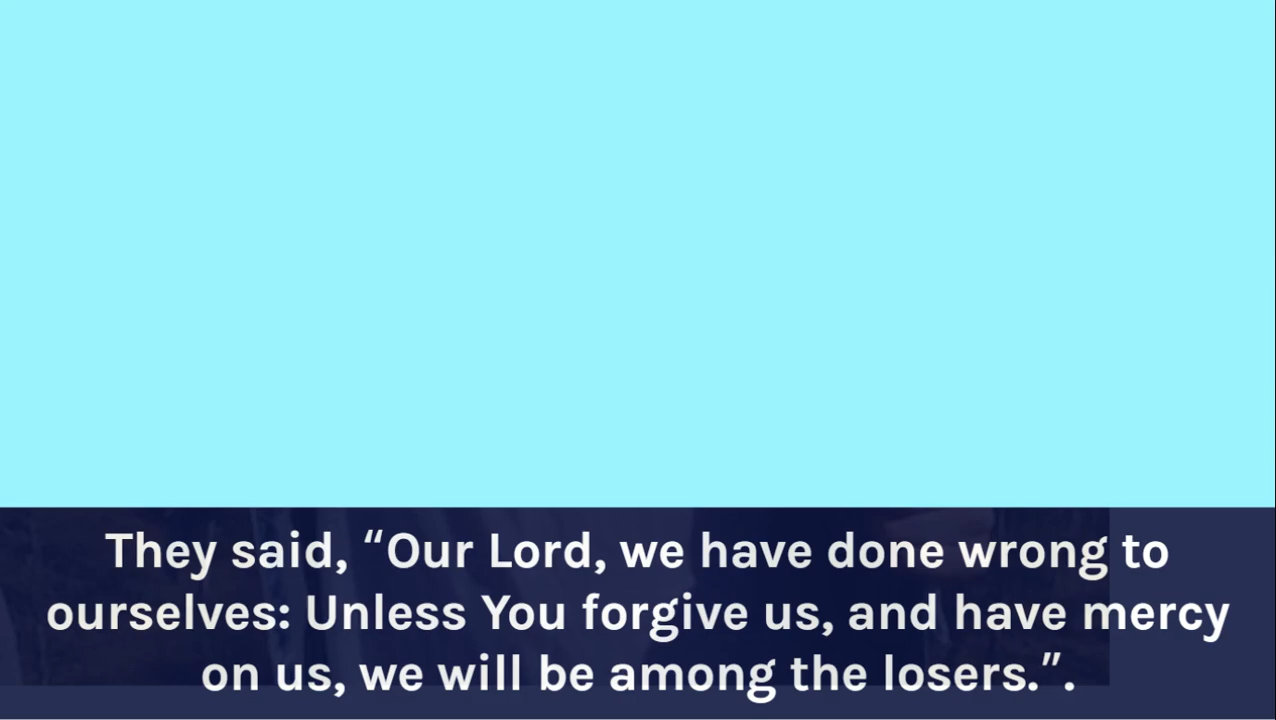 They said, “Our Lord, we have done wrong to
ourselves: Unless You forgive us, and have mercy
on us, we will be among the losers.”.